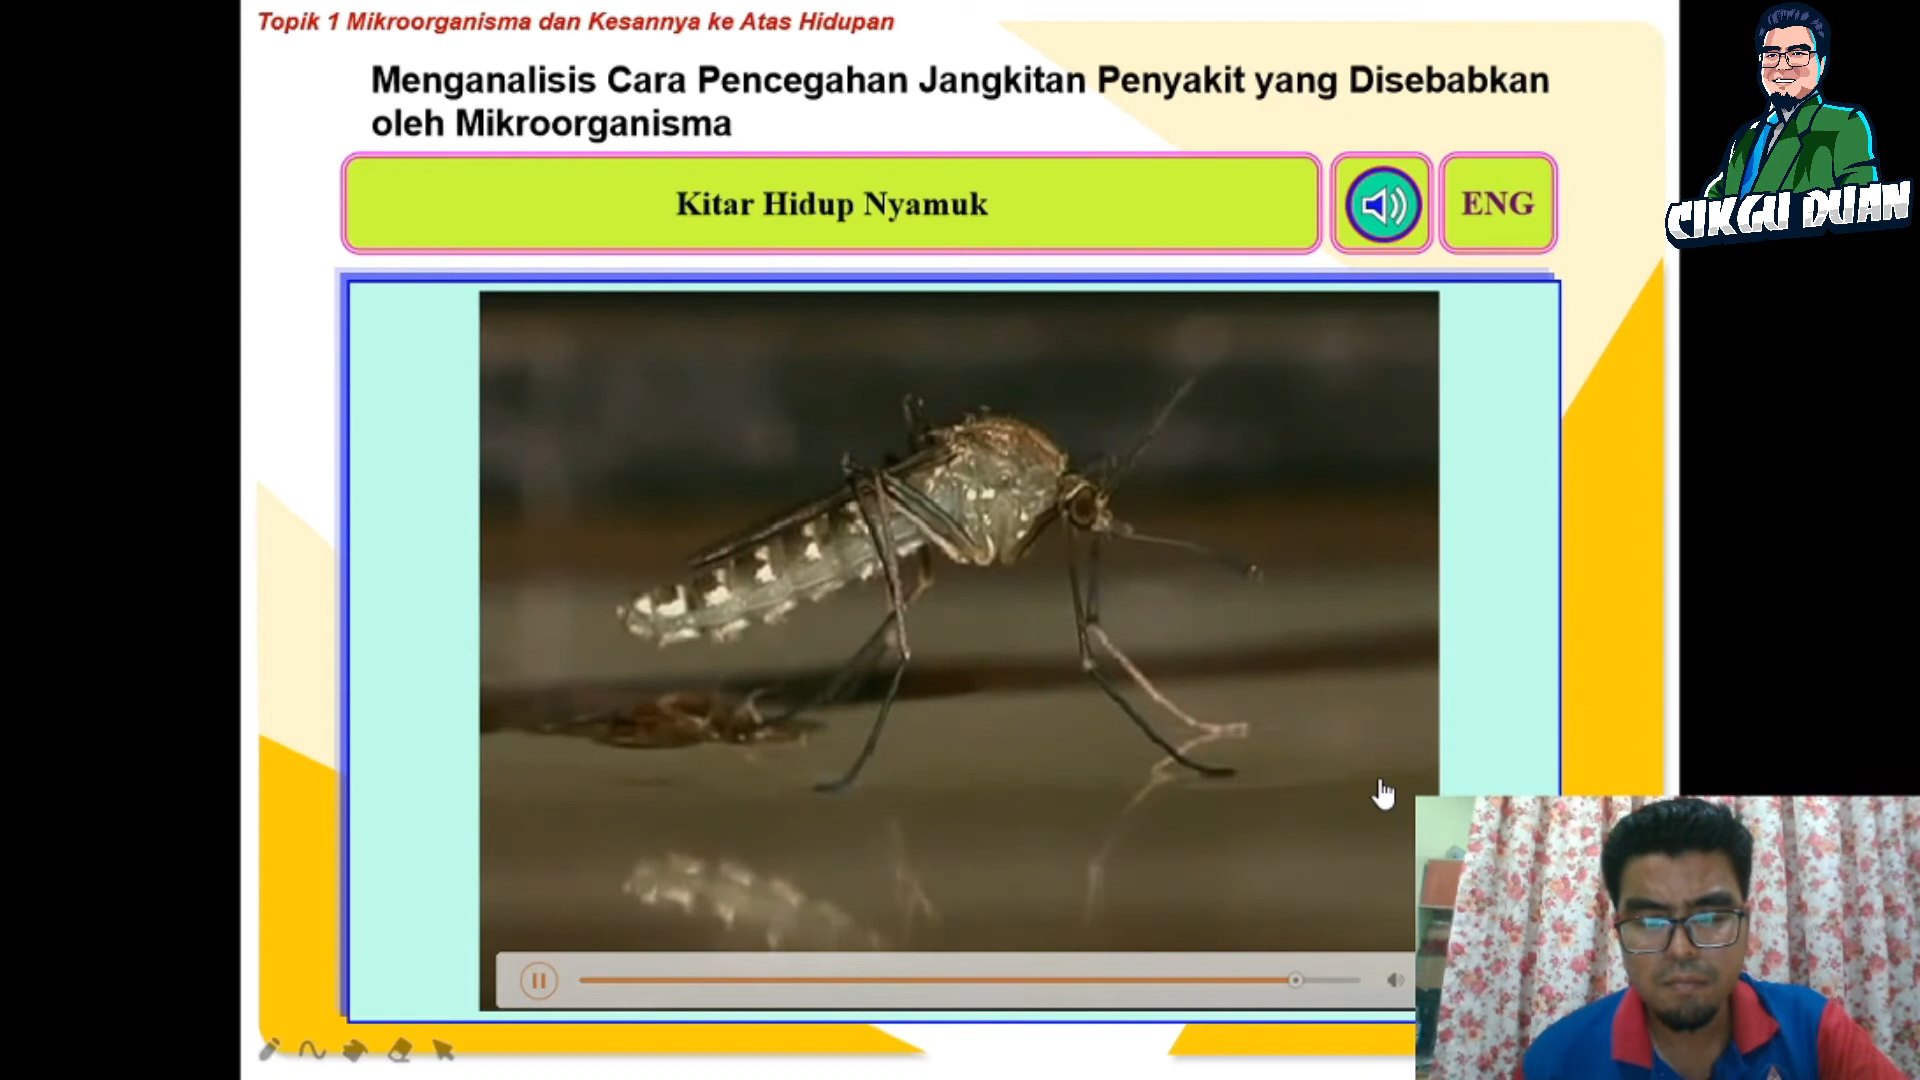 Topik 1 Mikroorganisma dan Kesannya ke Atas Hidupan
Menganalisis Cara Pencegahan Jangkitan Penyakit yang Disebabkan
oleh Mikroorganisma
Kitar Hidup Nyamuk
ENG
CIKGU DUAN